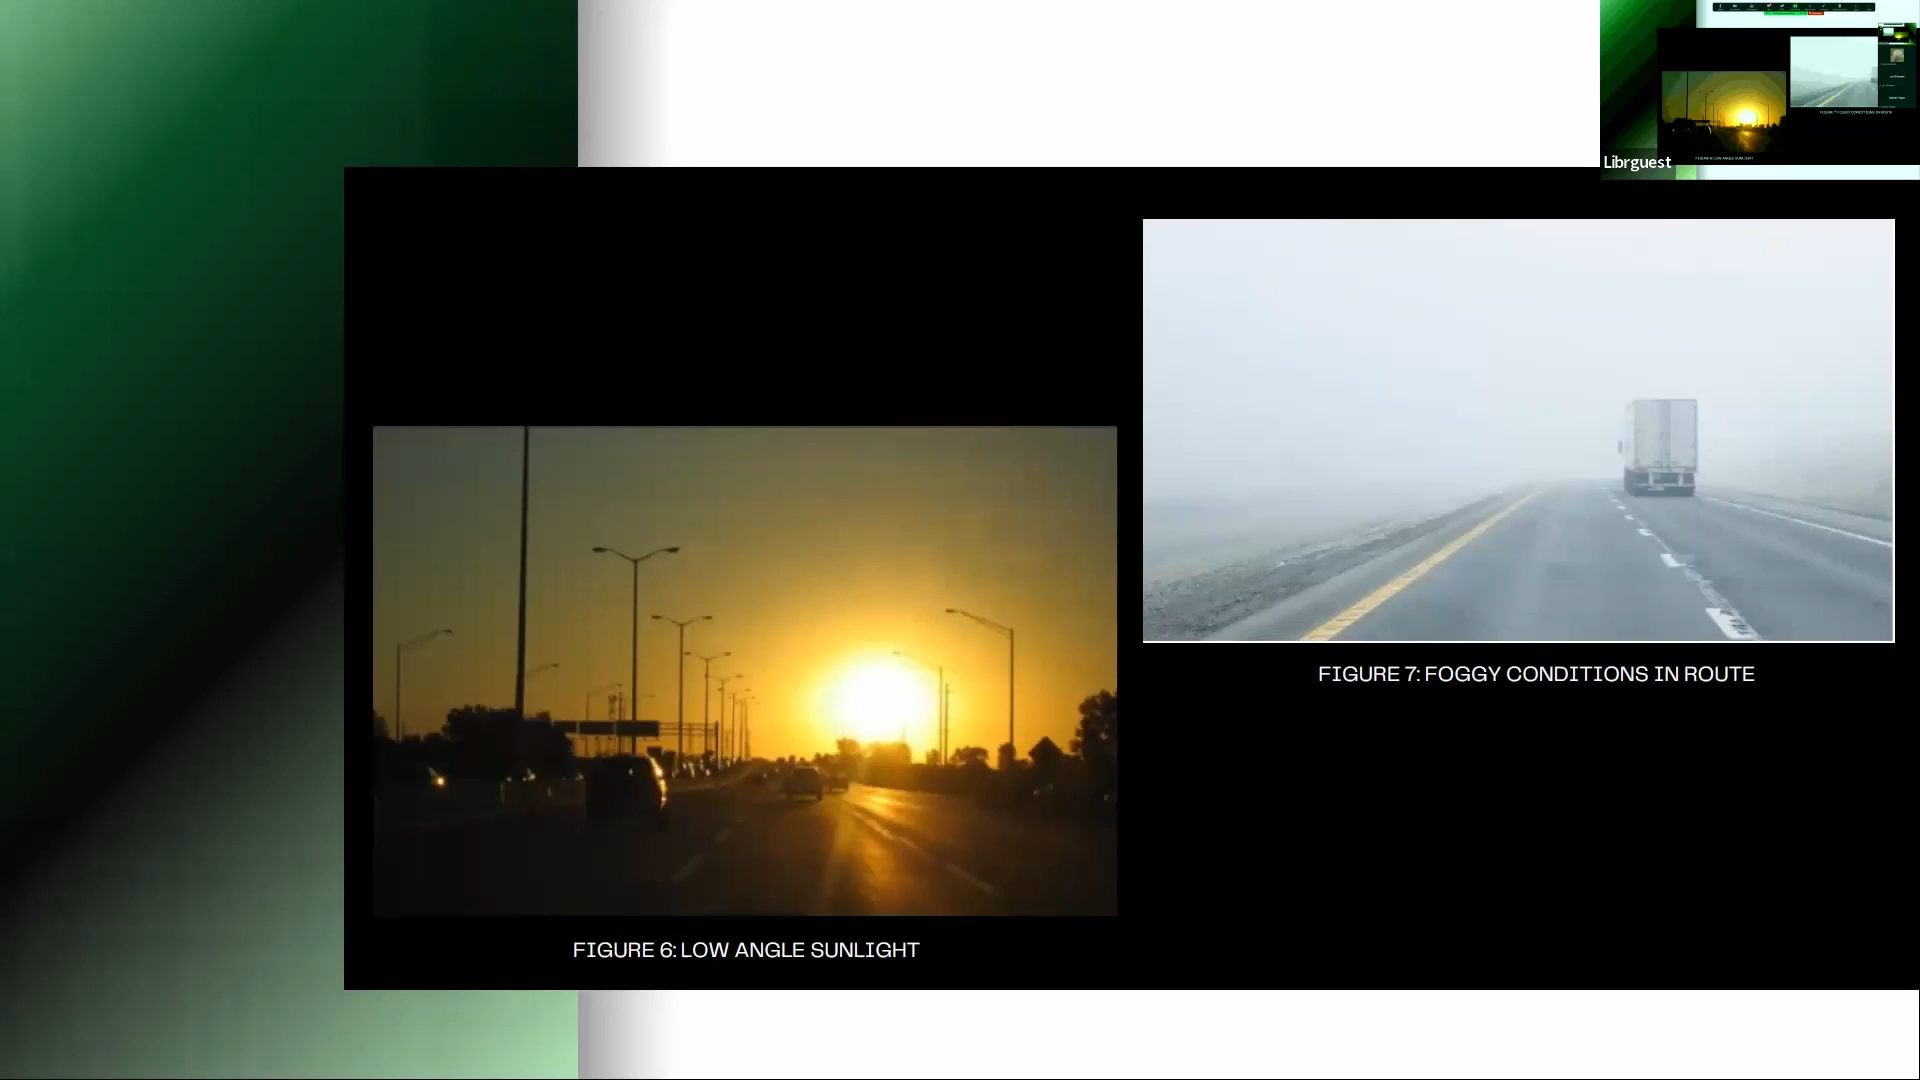 Librguest
FIGURE 7: FOGGY CONDITIONS IN ROUTE
FIGURE 6: LOW ANGLE SUNLIGHT